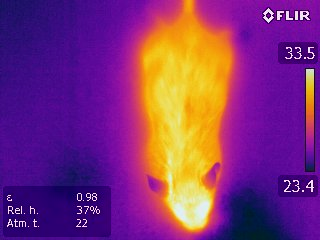 FLIR
33.5
23.4
ε 0.98
Rel. h. 37%
Atm. t. 22